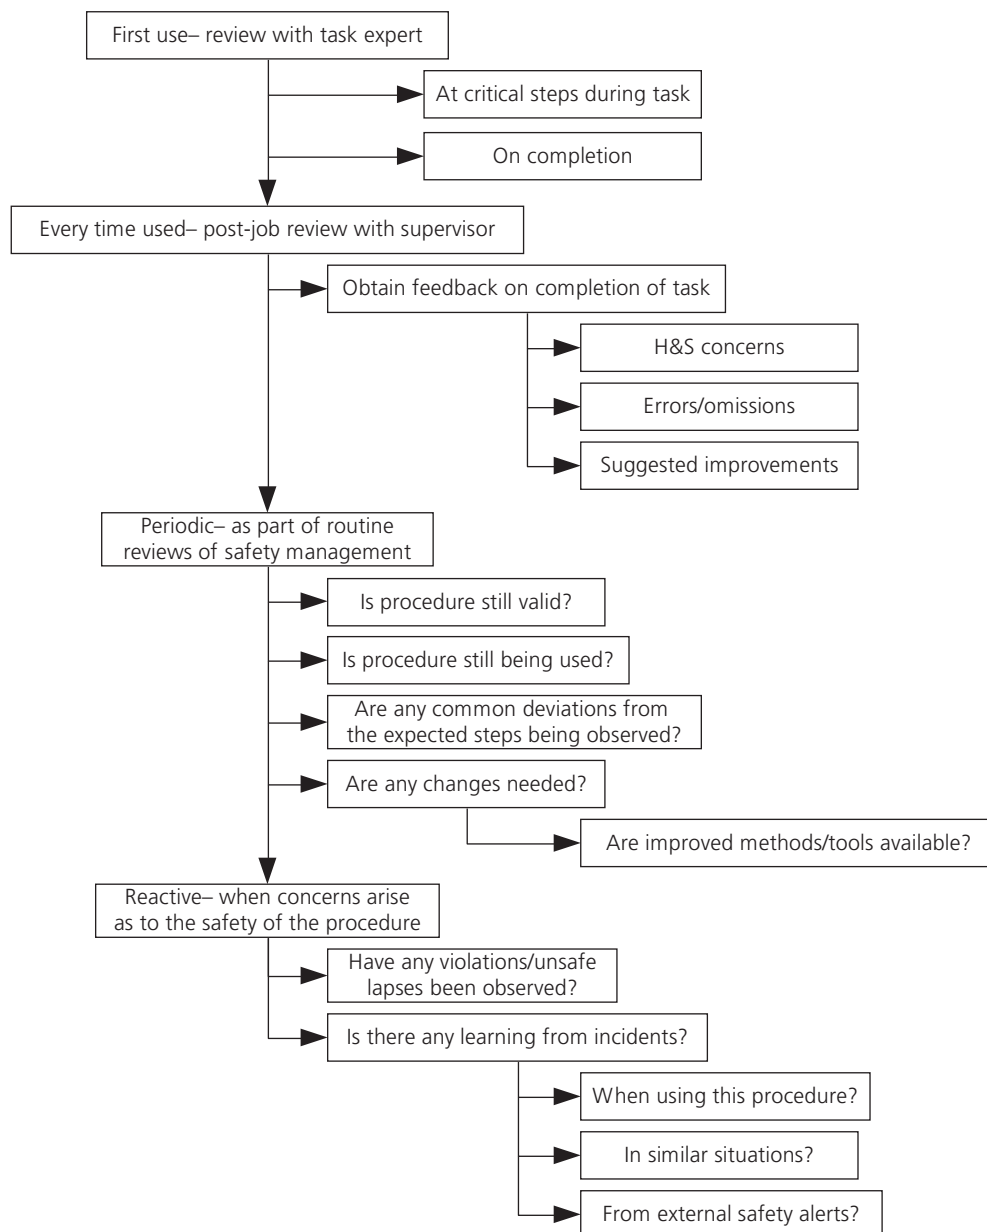 First use– review with task expert
At critical steps during task
On completion
Every time used– post-job review with supervisor
Obtain feedback on completion of task
H&S concerns
Errors/omissions
Suggested improvements
Periodic– as part of routine
reviews of safety management
Is procedure still valid?
Is procedure still being used?
Are any common deviations from
the expected steps being observed?
Are any changes needed?
Are improved methods/tools available?
Reactive– when concerns arise
as to the safety of the procedure
Have any violations/unsafe
lapses been observed?
Is there any learning from incidents?
When using this procedure?
In similar situations?
From external safety alerts?